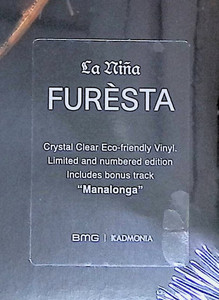 La Niña
FURÈSTA
Crystal Clear Eco-friendly Vinyl.
Limited and numbered edition
Includes bonus track
“Manalonga”
BMG | KADMONIA